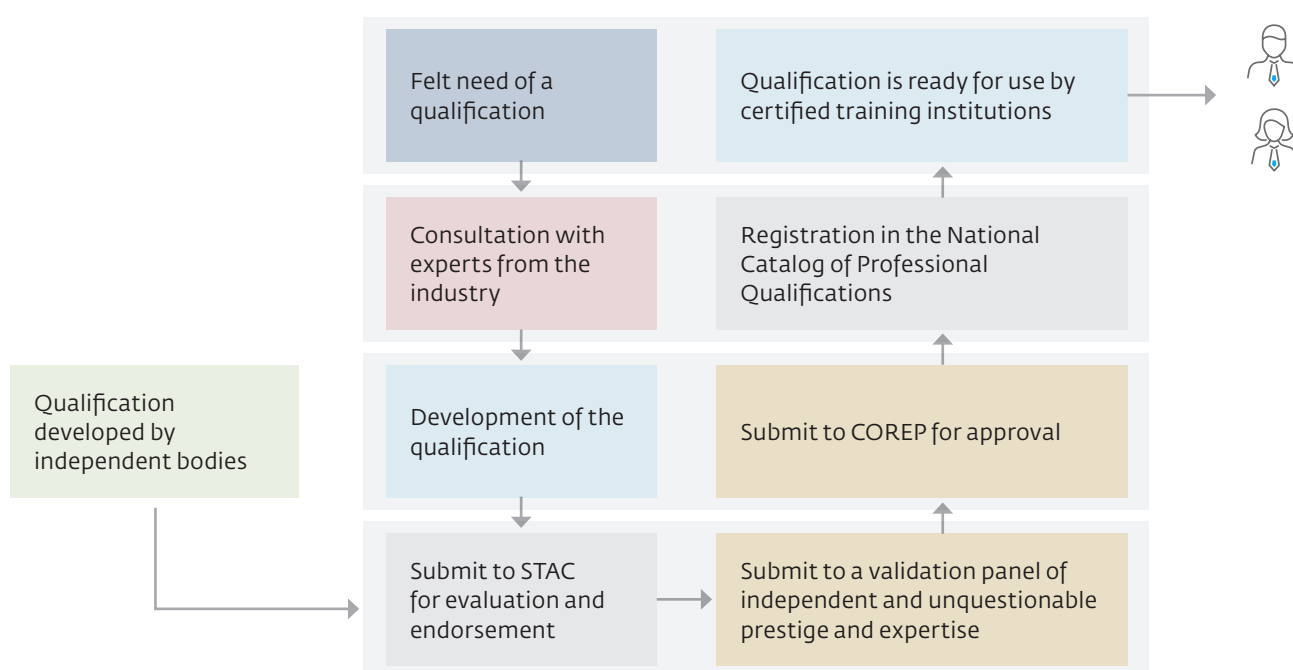 Felt need of a
qualification
Qualification is ready for use by
certified training institutions
Consultation with
experts from the
industry
Registration in the National
Catalog of Professional
Qualifications
Qualification
developed by
independent bodies
Development of the
qualification
Submit to COREP for approval
Submit to STAC
for evaluation and
endorsement
Submit to a validation panel of
independent and unquestionable
prestige and expertise